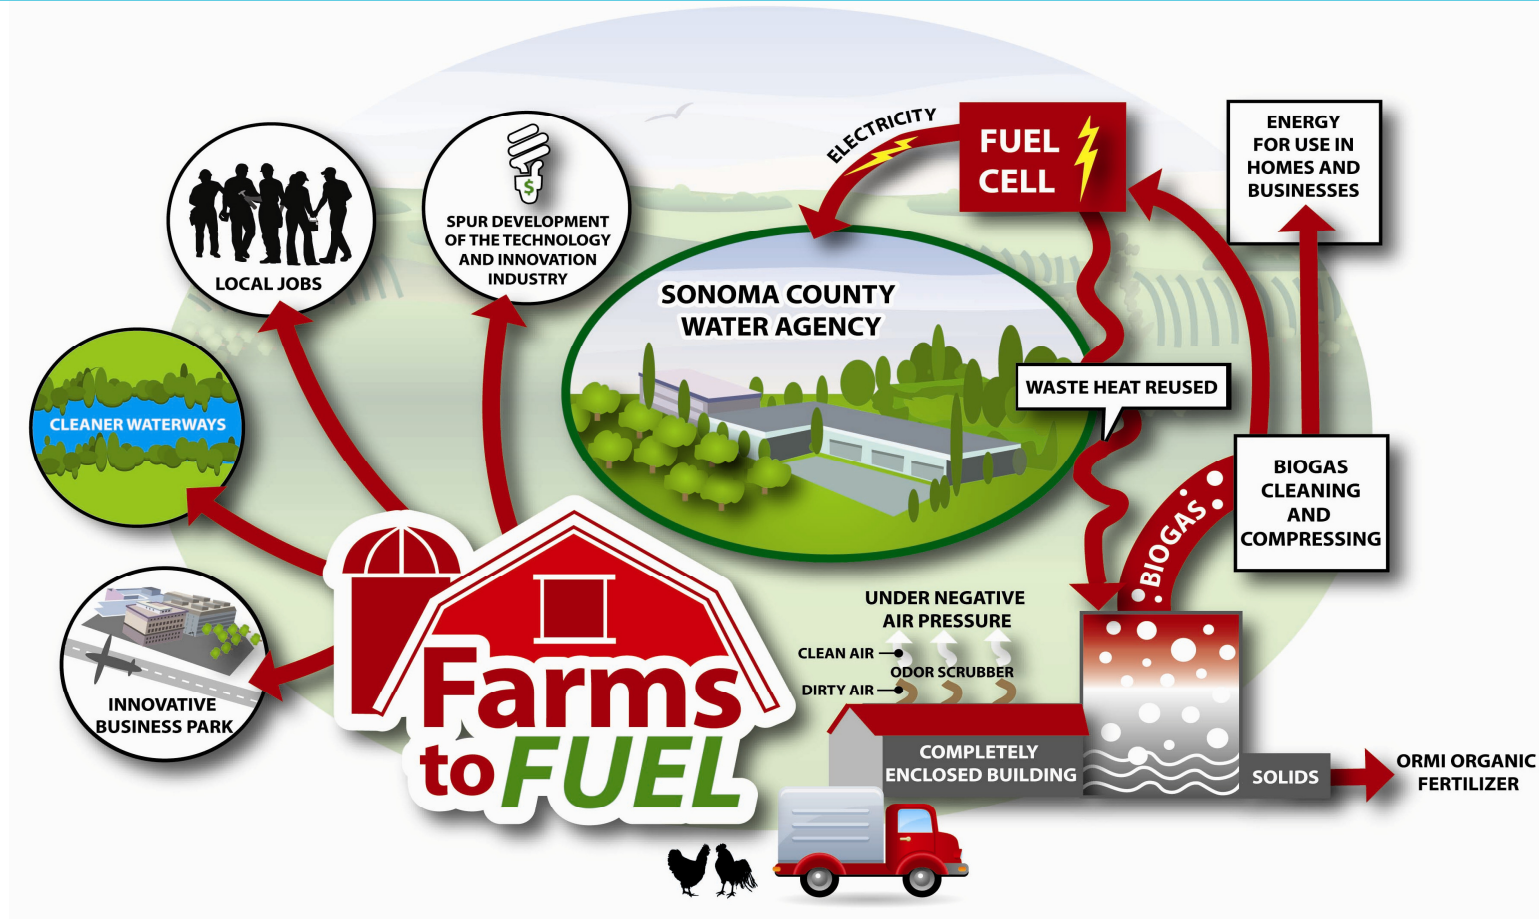 ELECTRICITY
FUEL
CELL
ENERGY
FOR USE IN
HOMES AND
BUSINESSES
$
SPUR DEVELOPMENT
OF THE TECHNOLOGY
AND INNOVATION
INDUSTRY
LOCAL JOBS
SONOMA COUNTY
WATER AGENCY
WASTE HEAT REUSED
CLEANER WATERWAYS
BIOGAS
CLEANING
AND
COMPRESSING
BIOGAS
UNDER NEGATIVE
AIR PRESSURE
CLEAN AIR
ODOR SCRUBBER
DIRTY AIR
INNOVATIVE
BUSINESS PARK
Farms
to FUEL
COMPLETELY
ENCLOSED BUILDING
SOLIDS
ORMI ORGANIC
FERTILIZER